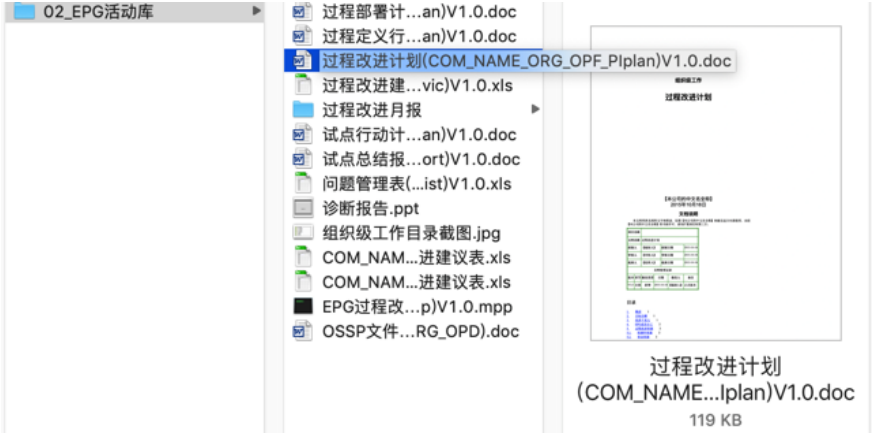 02_EPG活动库
过程部署计...an)V1.0.doc
过程定义行...an)V1.0.doc
过程改进计划(COM_NAME_ORG_OPF_PIplan)V1.0.doc
过程改进建...vic)V1.0.xls
过程改进月报
试点行动计...an)V1.0.doc
试点总结报...ort)V1.0.doc
问题管理表(...ist)V1.0.xls
诊断报告.ppt
组织级工作目录截图.jpg
COM_NAM...进建议表.xls
COM_NAM...进建议表.xls
EPG过程改...p)V1.0.mpp
OSSP文件...RG_OPD).doc
组织级工作
过程改进计划
文档说明
目录
过程改进计划
(COM_NAME...Iplan)V1.0.doc
119 KB